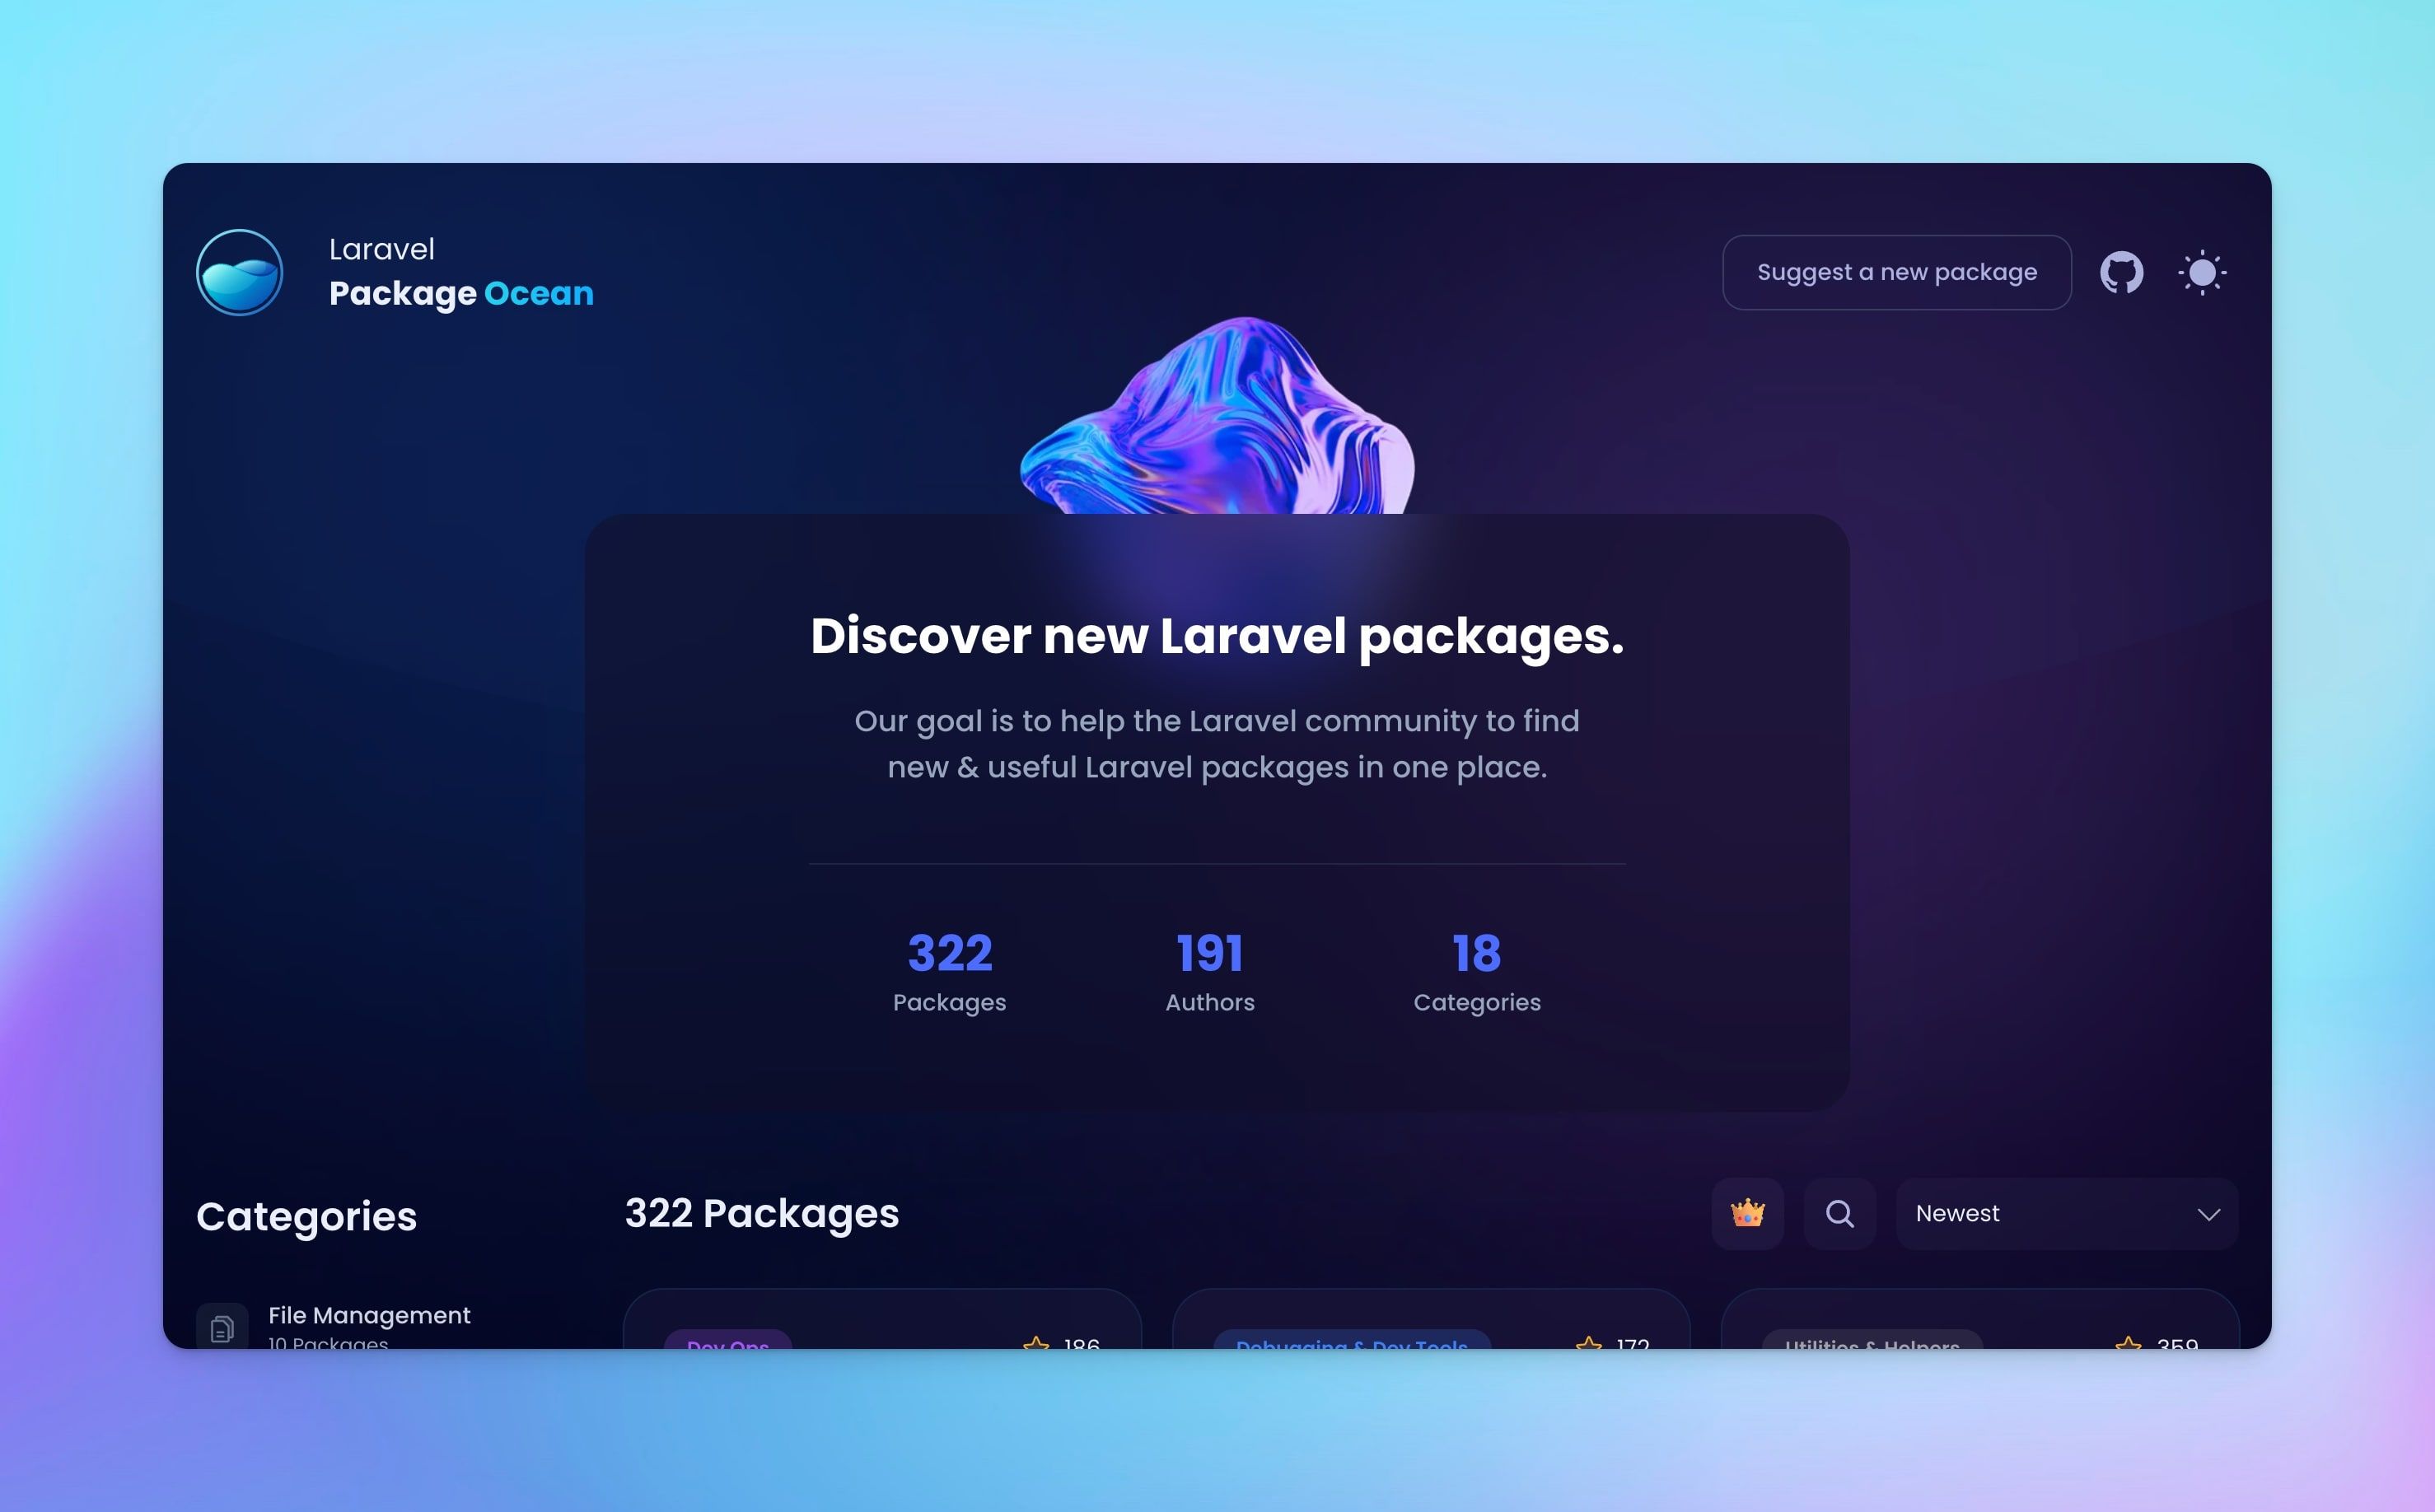 Laravel
Package Ocean
Suggest a new package
Discover new Laravel packages.
Our goal is to help the Laravel community to find
new & useful Laravel packages in one place.
322
Packages
191
Authors
18
Categories
Categories
322 Packages
Newest
File Management
10 Packages
Dev Ops
186
Debugging & Dev Tools
172
Utilities & Helpers
359